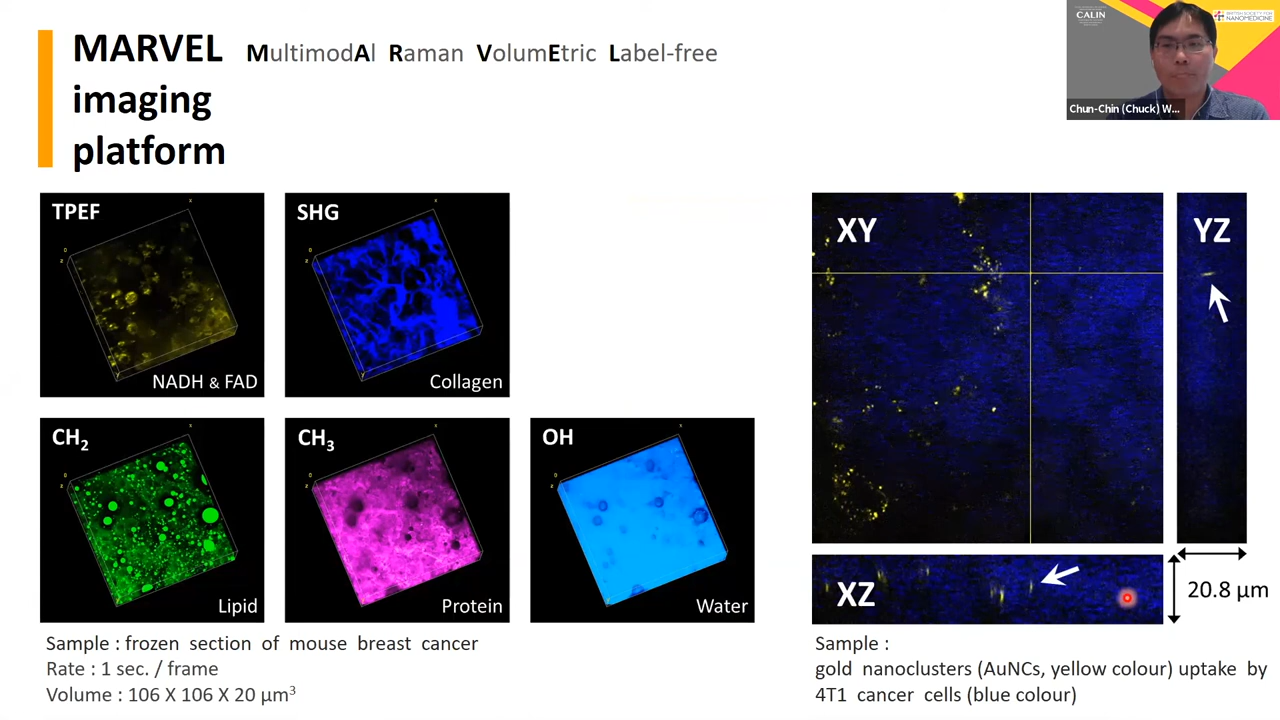 MARVEL MultimodAl Raman VolumEtric Label-free
imaging
platform
CALIN
BRITISH SOCIETY FOR
NANOMEDICINE
Chun-Chin (Chuck) W...
TPEF
NADH & FAD
SHG
Collagen
XY
YZ
CH₂
Lipid
CH₃
Protein
OH
Water
XZ
20.8 µm
Sample : frozen section of mouse breast cancer
Rate : 1 sec. / frame
Volume : 106 X 106 X 20 µm³
Sample :
gold nanoclusters (AuNCs, yellow colour) uptake by
4T1 cancer cells (blue colour)